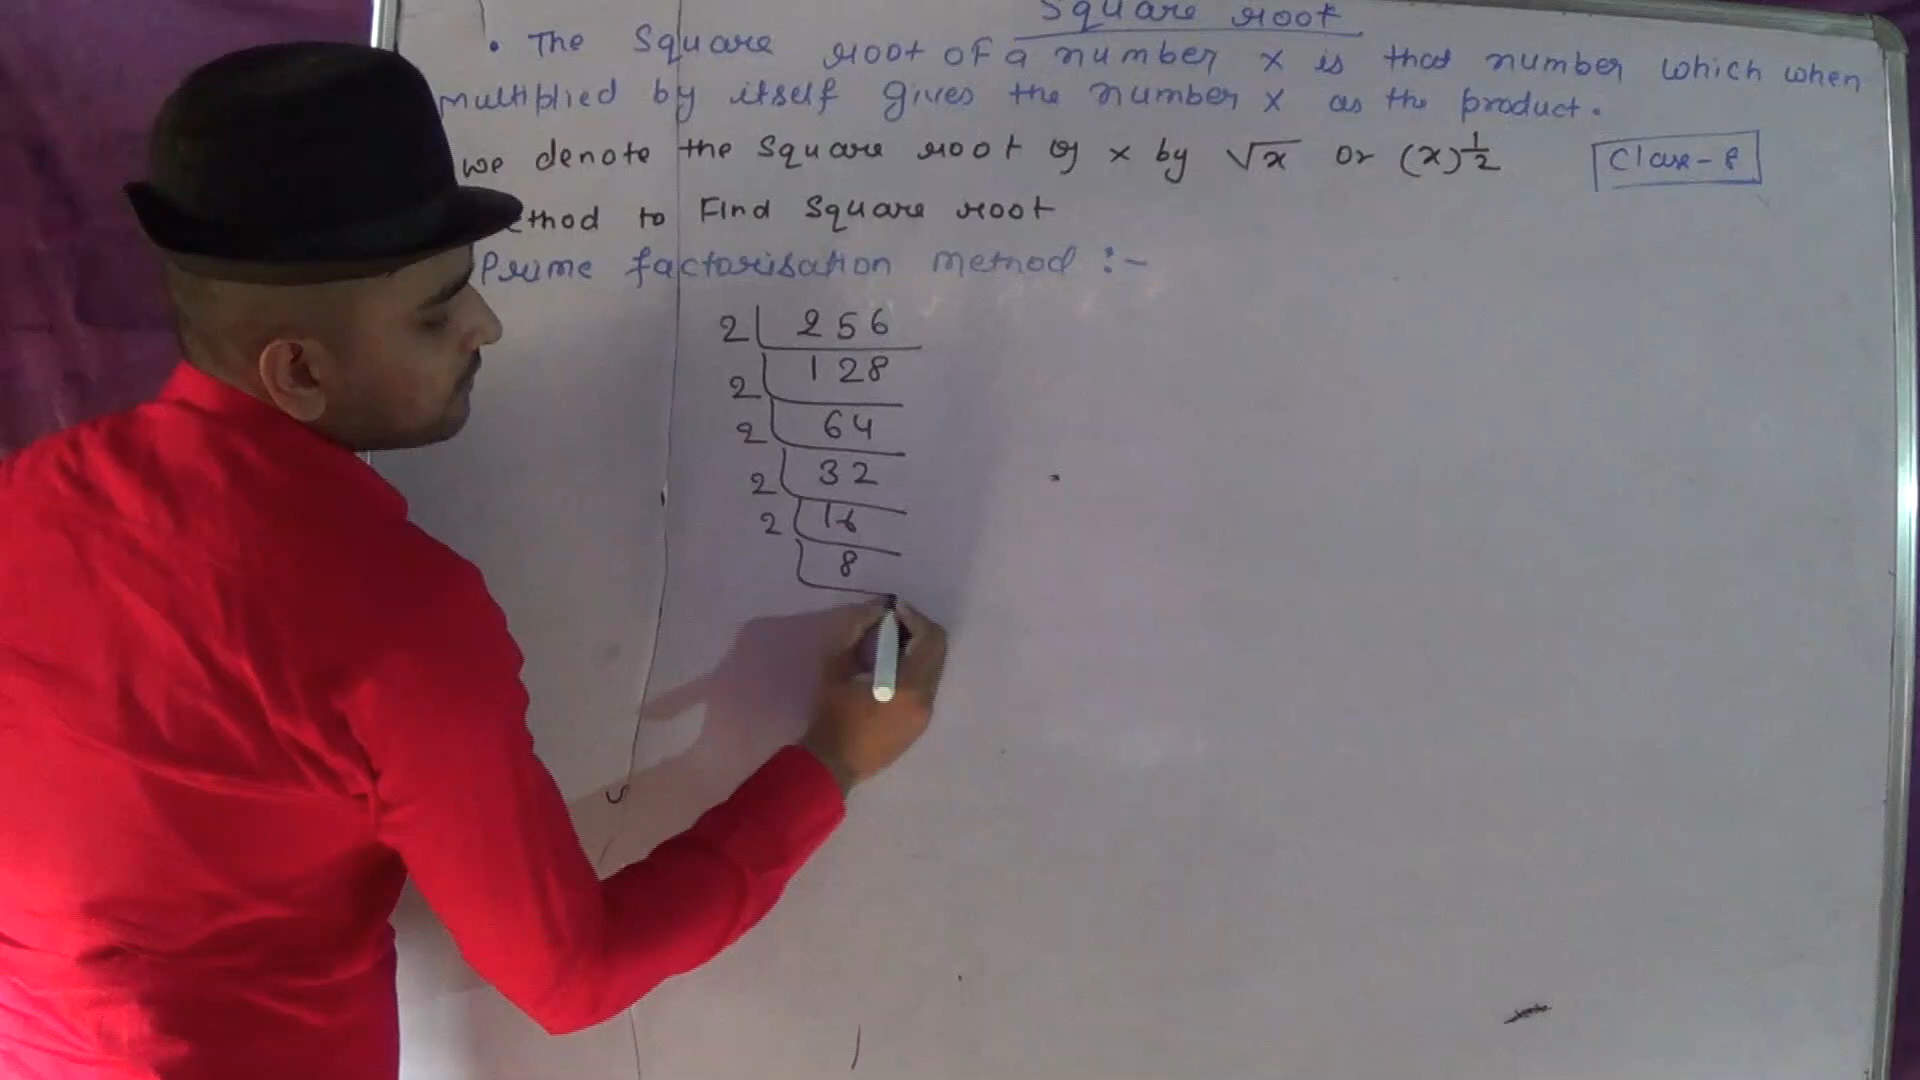 Square root
• The Square root of a number x is that number which when
multiplied by itself gives the number x as the product.
we denote the square root of x by √x or (x)½
Class-8
ethod to Find Square root
Prime factorisation method :-
2 256
2 128
2 64
2 32
2 16
8